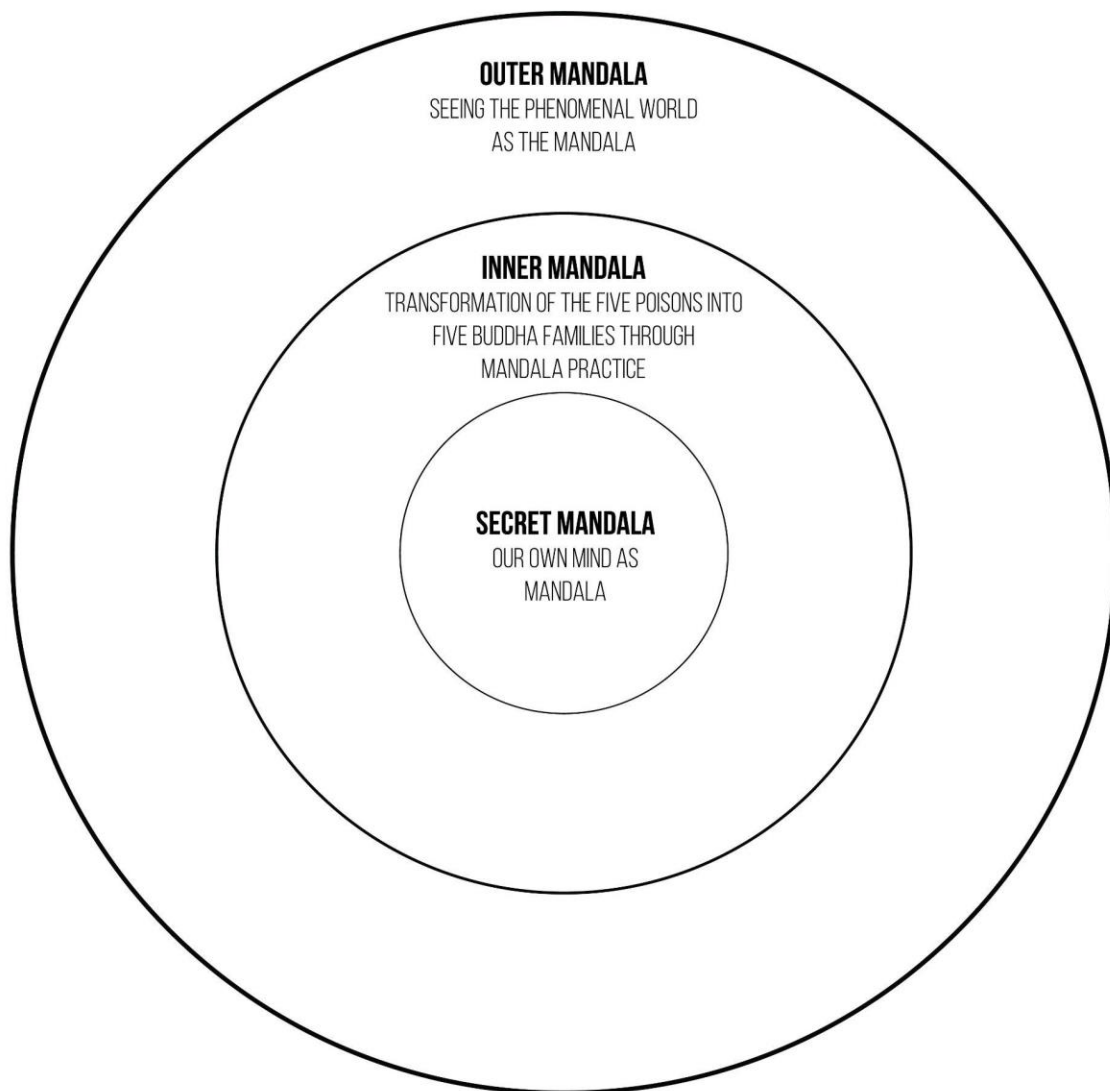 OUTER MANDALA
SEEING THE PHENOMENAL WORLD
AS THE MANDALA
INNER MANDALA
TRANSFORMATION OF THE FIVE POISONS INTO
FIVE BUDDHA FAMILIES THROUGH
MANDALA PRACTICE
SECRET MANDALA
OUR OWN MIND AS
MANDALA